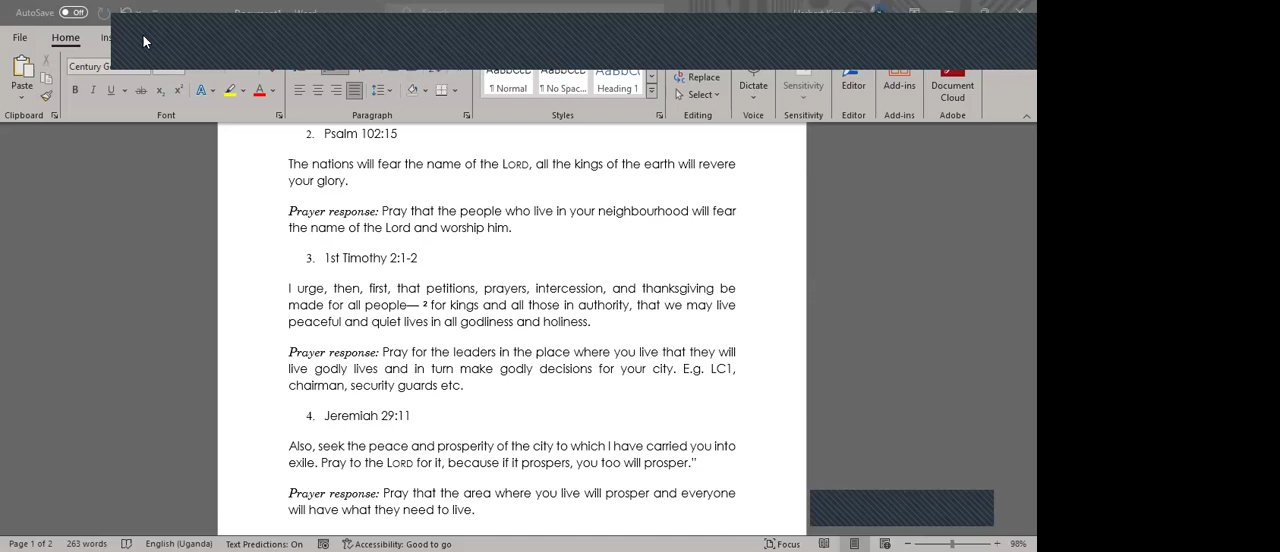 AutoSave Off
File Home
Century G
Paste
B I U ab x₂ x² A A
Clipboard Font Paragraph Styles Editing Voice Sensitivity Editor Add-ins Adobe
¶ Normal ¶ No Spac... Heading 1
Replace
Select
Dictate Sensitivity Editor Add-ins Document Cloud
2. Psalm 102:15
The nations will fear the name of the LORD, all the kings of the earth will revere
your glory.
Prayer response: Pray that the people who live in your neighbourhood will fear
the name of the Lord and worship him.
3. 1st Timothy 2:1-2
I urge, then, first, that petitions, prayers, intercession, and thanksgiving be
made for all people— ² for kings and all those in authority, that we may live
peaceful and quiet lives in all godliness and holiness.
Prayer response: Pray for the leaders in the place where you live that they will
live godly lives and in turn make godly decisions for your city. E.g. LC1,
chairman, security guards etc.
4. Jeremiah 29:11
Also, seek the peace and prosperity of the city to which I have carried you into
exile. Pray to the LORD for it, because if it prospers, you too will prosper.”
Prayer response: Pray that the area where you live will prosper and everyone
will have what they need to live.
Page 1 of 2 263 words English (Uganda) Text Predictions: On Accessibility: Good to go Focus 98%